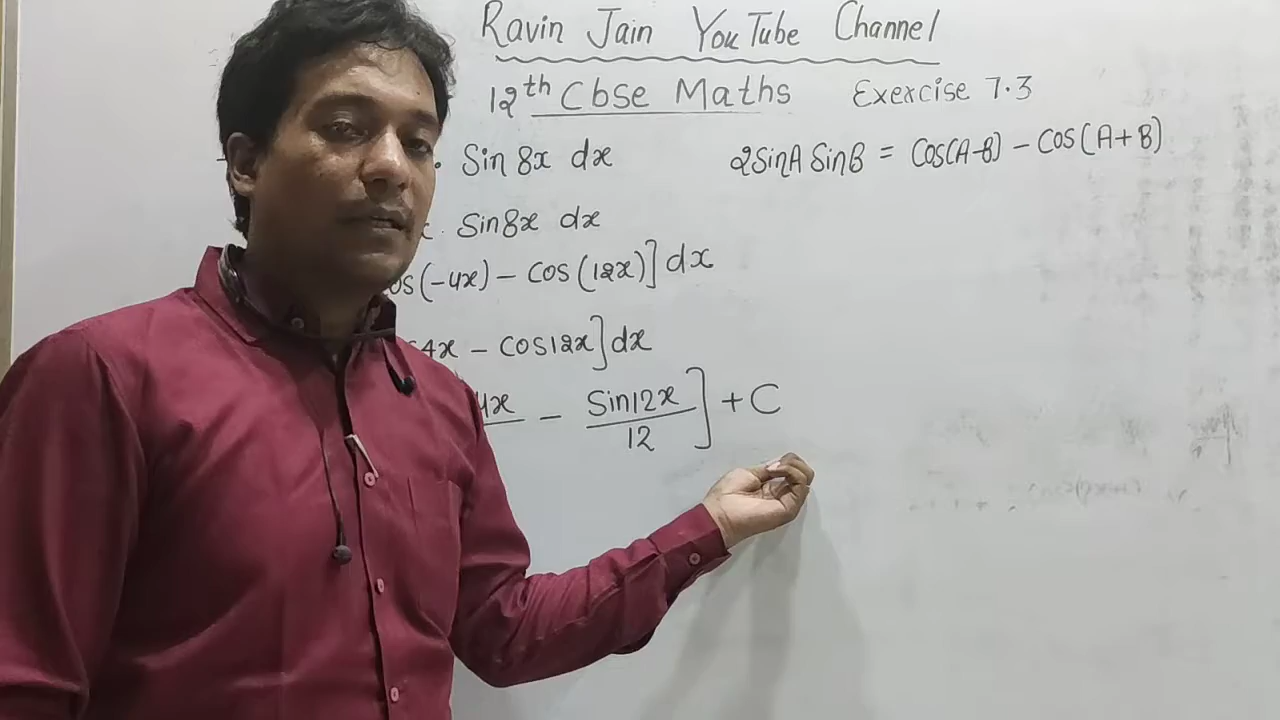 Ravin Jain YouTube Channel
12th Cbse Maths Exercise 7.3
. Sin 8x dx 2SinA SinB = Cos(A-B) - Cos(A+B)
. Sin8x dx
os(-4x) - Cos(12x)] dx
4x - Cos12x] dx
4x - Sin12x/12] + C